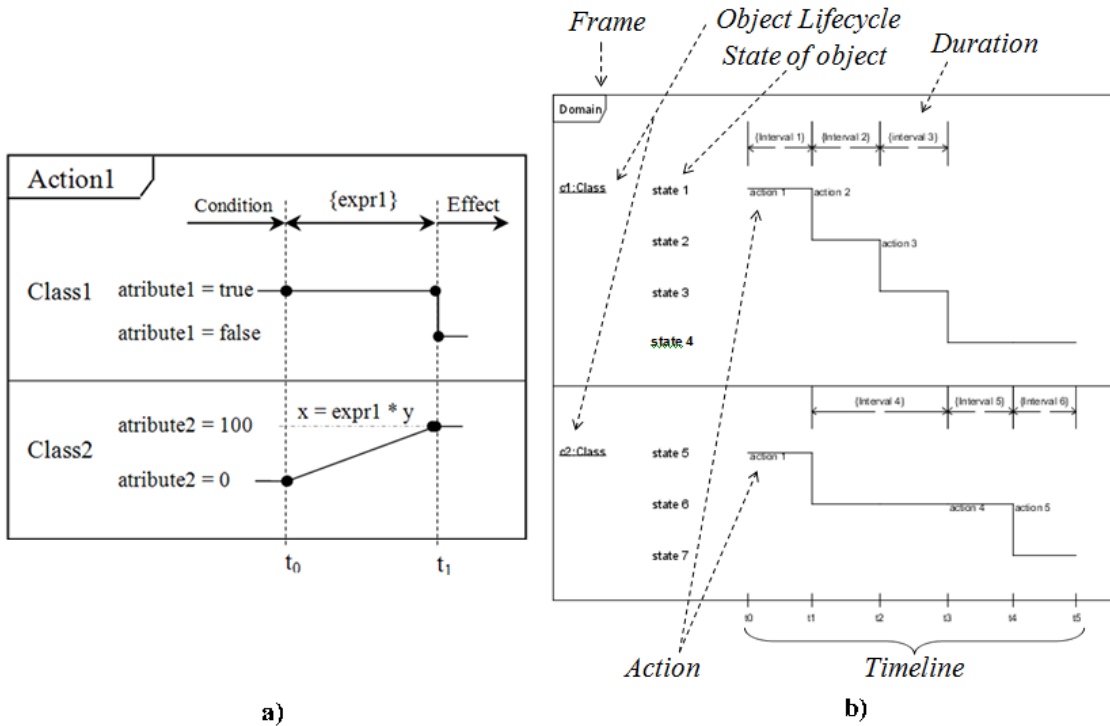 Action1
Condition
{expr1}
Effect
Class1
atribute1 = true
atribute1 = false
x = expr1 * y
Class2
atribute2 = 100
atribute2 = 0
t0
t1
a)
Frame
Object Lifecycle
State of object
Duration
Domain
{Interval 1}
{Interval 2}
{interval 3}
c1:Class
state 1
action 1
action 2
state 2
action 3
state 3
state 4
{Interval 4}
{Interval 5}
{Interval 6}
c2:Class
state 5
action 1
state 6
action 4
action 5
state 7
t0
t1
t2
t3
t4
t5
Action
Timeline
b)